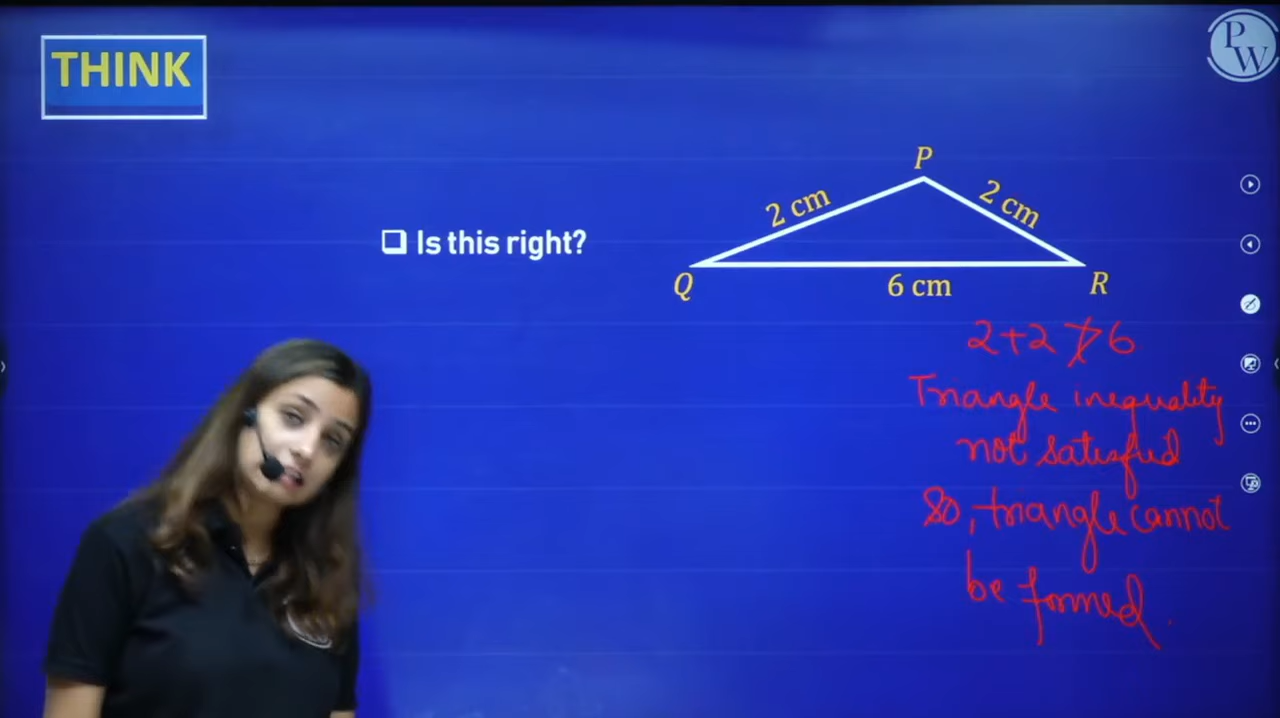 THINK
PW
P
2 cm
2 cm
❑ Is this right?
Q
6 cm
R
2+2 ≯ 6
Triangle inequality
not satisfied
So, triangle cannot
be formed.